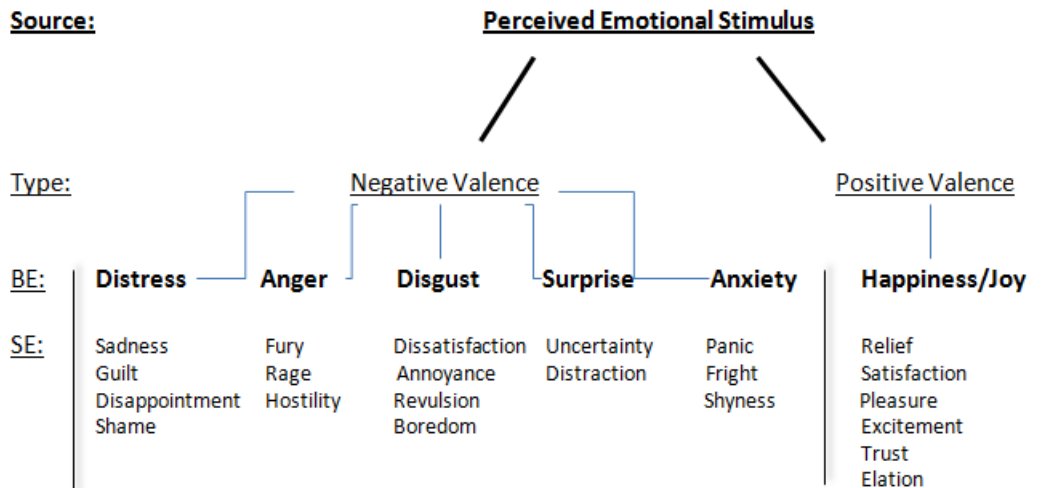 Source: Perceived Emotional Stimulus
Type: Negative Valence Positive Valence
BE: Distress Anger Disgust Surprise Anxiety Happiness/Joy
SE: Sadness Fury Dissatisfaction Uncertainty Panic Relief
Guilt Rage Annoyance Distraction Fright Satisfaction
Disappointment Hostility Revulsion Shyness Pleasure
Shame Boredom Excitement
Trust
Elation